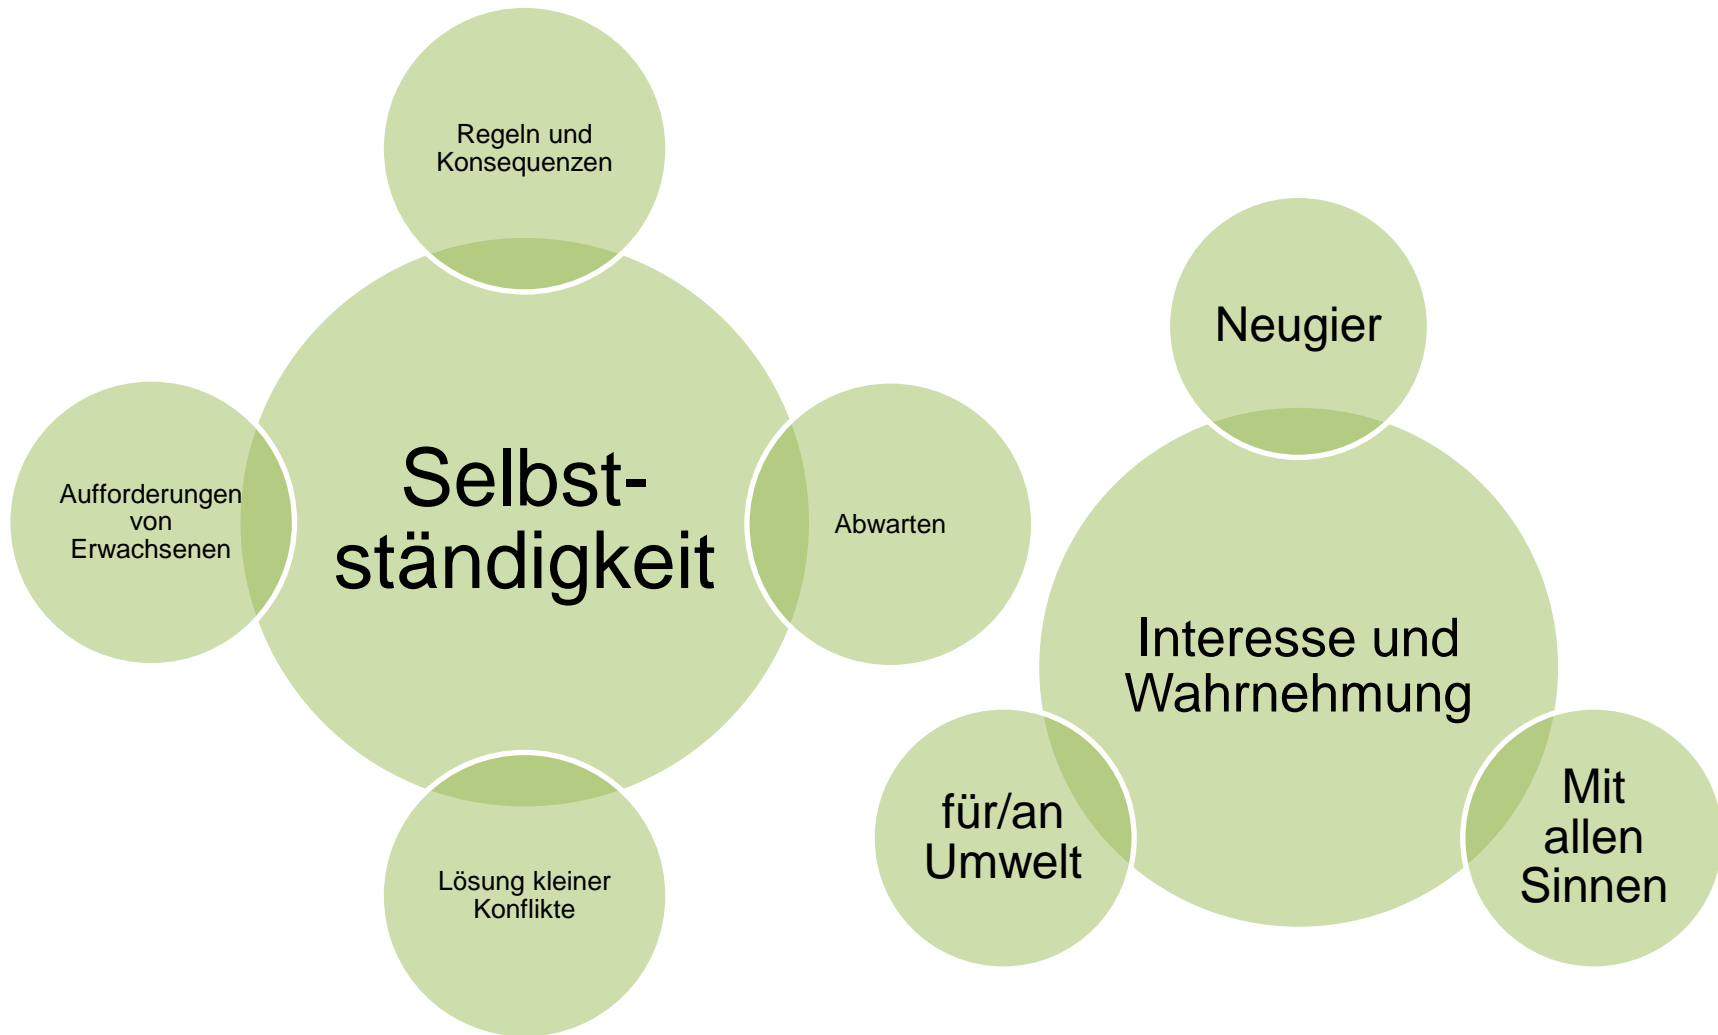 Regeln und
Konsequenzen
Aufforderungen
von
Erwachsenen
Selbst-
ständigkeit
Abwarten
Lösung kleiner
Konflikte
Neugier
Interesse und
Wahrnehmung
für/an
Umwelt
Mit
allen
Sinnen